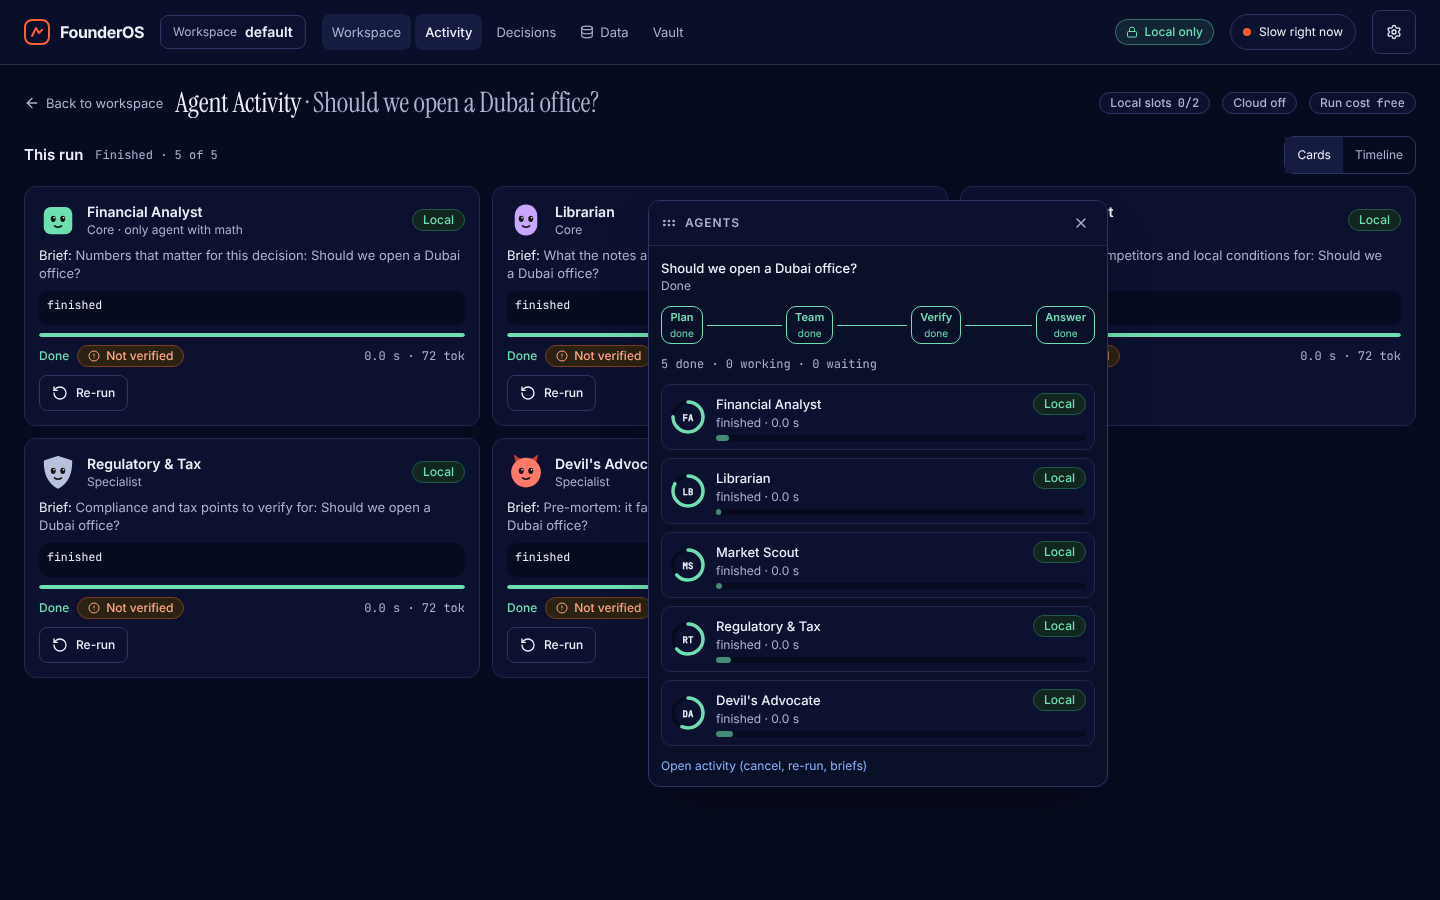 FounderOS
Workspace default
Workspace
Activity
Decisions
Data
Vault
Local only
Slow right now
Back to workspace
Agent Activity · Should we open a Dubai office?
Local slots 0/2
Cloud off
Run cost free
This run
Finished · 5 of 5
Cards
Timeline
Financial Analyst
Core · only agent with math
Local
Brief: Numbers that matter for this decision: Should we open a Dubai
office?
finished
Done
Not verified
0.0 s · 72 tok
Re-run
Librarian
Core
Brief: What the notes a
a Dubai office?
finished
Done
Not verified
Re-run
t
Local
mpetitors and local conditions for: Should we
0.0 s · 72 tok
Regulatory & Tax
Specialist
Local
Brief: Compliance and tax points to verify for: Should we open a
Dubai office?
finished
Done
Not verified
0.0 s · 72 tok
Re-run
Devil's Advoc
Specialist
Brief: Pre-mortem: it fa
Dubai office?
finished
Done
Not verified
Re-run
AGENTS
Should we open a Dubai office?
Done
Plan
done
Team
done
Verify
done
Answer
done
5 done · 0 working · 0 waiting
FA
Financial Analyst
finished · 0.0 s
Local
LB
Librarian
finished · 0.0 s
Local
MS
Market Scout
finished · 0.0 s
Local
RT
Regulatory & Tax
finished · 0.0 s
Local
DA
Devil's Advocate
finished · 0.0 s
Local
Open activity (cancel, re-run, briefs)